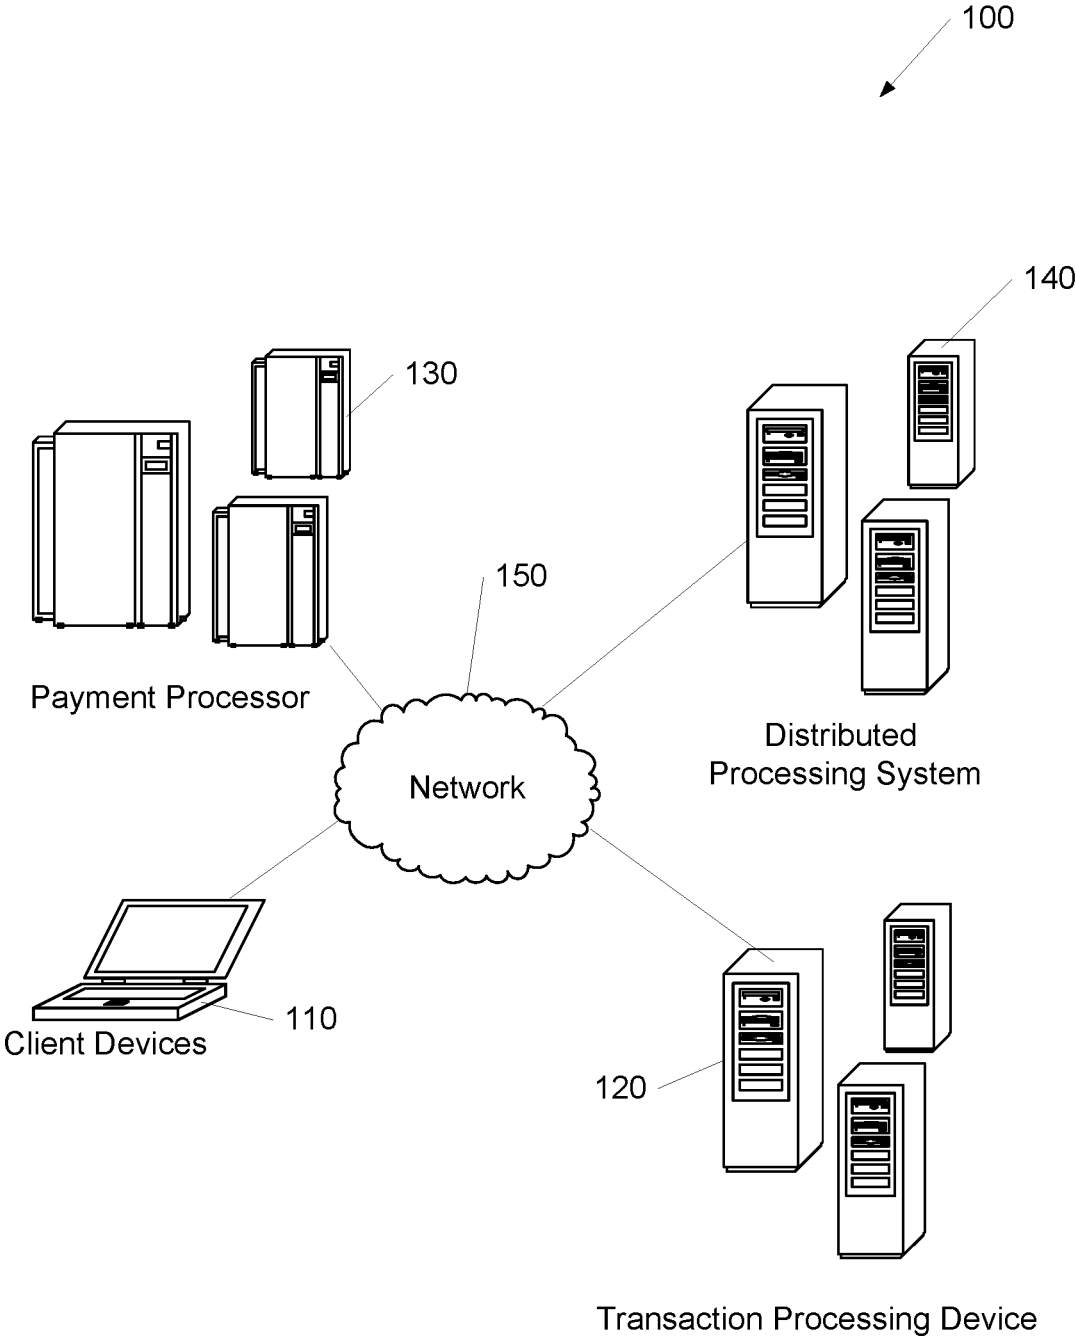 100
140
130
150
Payment Processor
Distributed
Processing System
Network
110
Client Devices
120
Transaction Processing Device